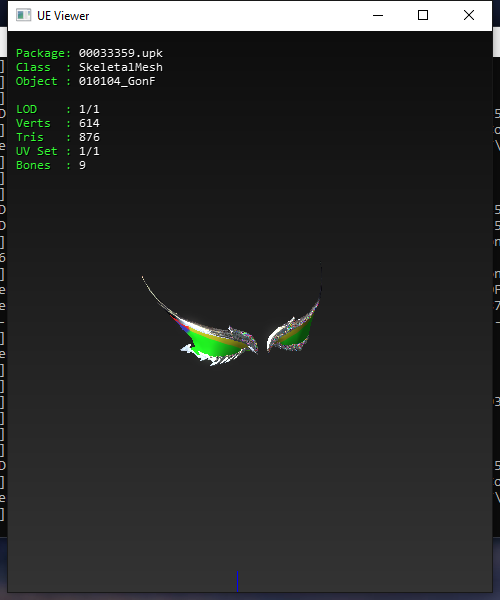 UE Viewer
Package: 00033359.upk
Class  : SkeletalMesh
Object : 010104_GonF
LOD    : 1/1
Verts  : 614
Tris   : 876
UV Set : 1/1
Bones  : 9